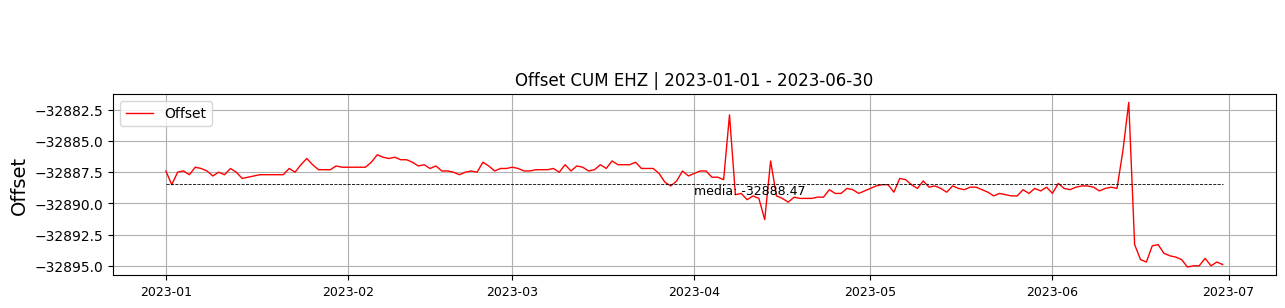 Offset CUM EHZ | 2023-01-01 - 2023-06-30
Offset
Offset
−32882.5
−32885.0
−32887.5
−32890.0
−32892.5
−32895.0
media: -32888.47
2023-01 2023-02 2023-03 2023-04 2023-05 2023-06 2023-07